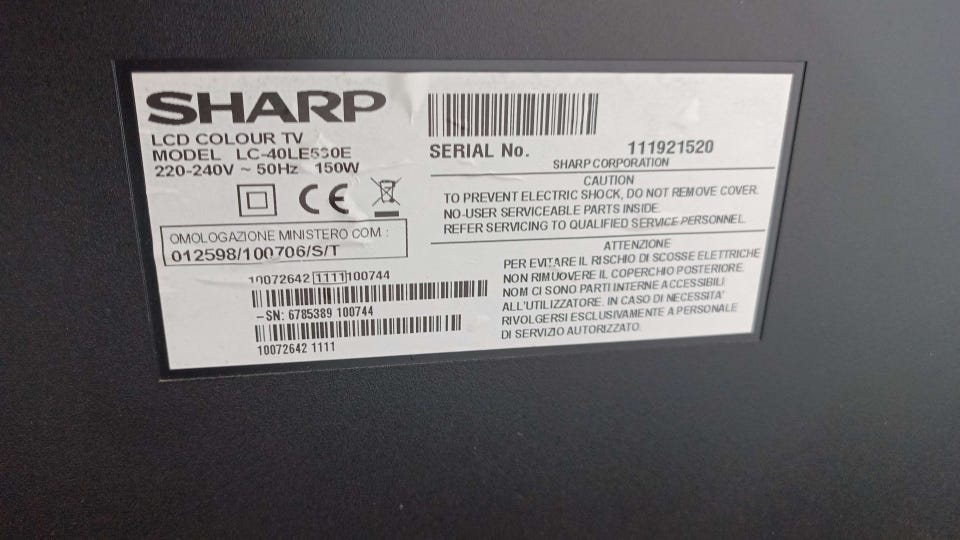 SHARP
LCD COLOUR TV
MODEL LC-40LE530E
220-240V ~ 50Hz 150W
CE
OMOLOGAZIONE MINISTERO COM :
012598/100706/S/T
10072642 1111 100744
-SN: 6785389 100744
10072642 1111
SERIAL No. 111921520
SHARP CORPORATION
CAUTION
TO PREVENT ELECTRIC SHOCK, DO NOT REMOVE COVER.
NO-USER SERVICEABLE PARTS INSIDE.
REFER SERVICING TO QUALIFIED SERVICE PERSONNEL.
ATTENZIONE
PER EVITARE IL RISCHIO DI SCOSSE ELETTRICHE
NON RIMUOVERE IL COPERCHIO POSTERIORE.
NOM CI SONO PARTI INTERNE ACCESSIBILI
ALL'UTILIZZATORE. IN CASO DI NECESSITA'
RIVOLGERSI ESCLUSIVAMENTE A PERSONALE
DI SERVIZIO AUTORIZZATO.